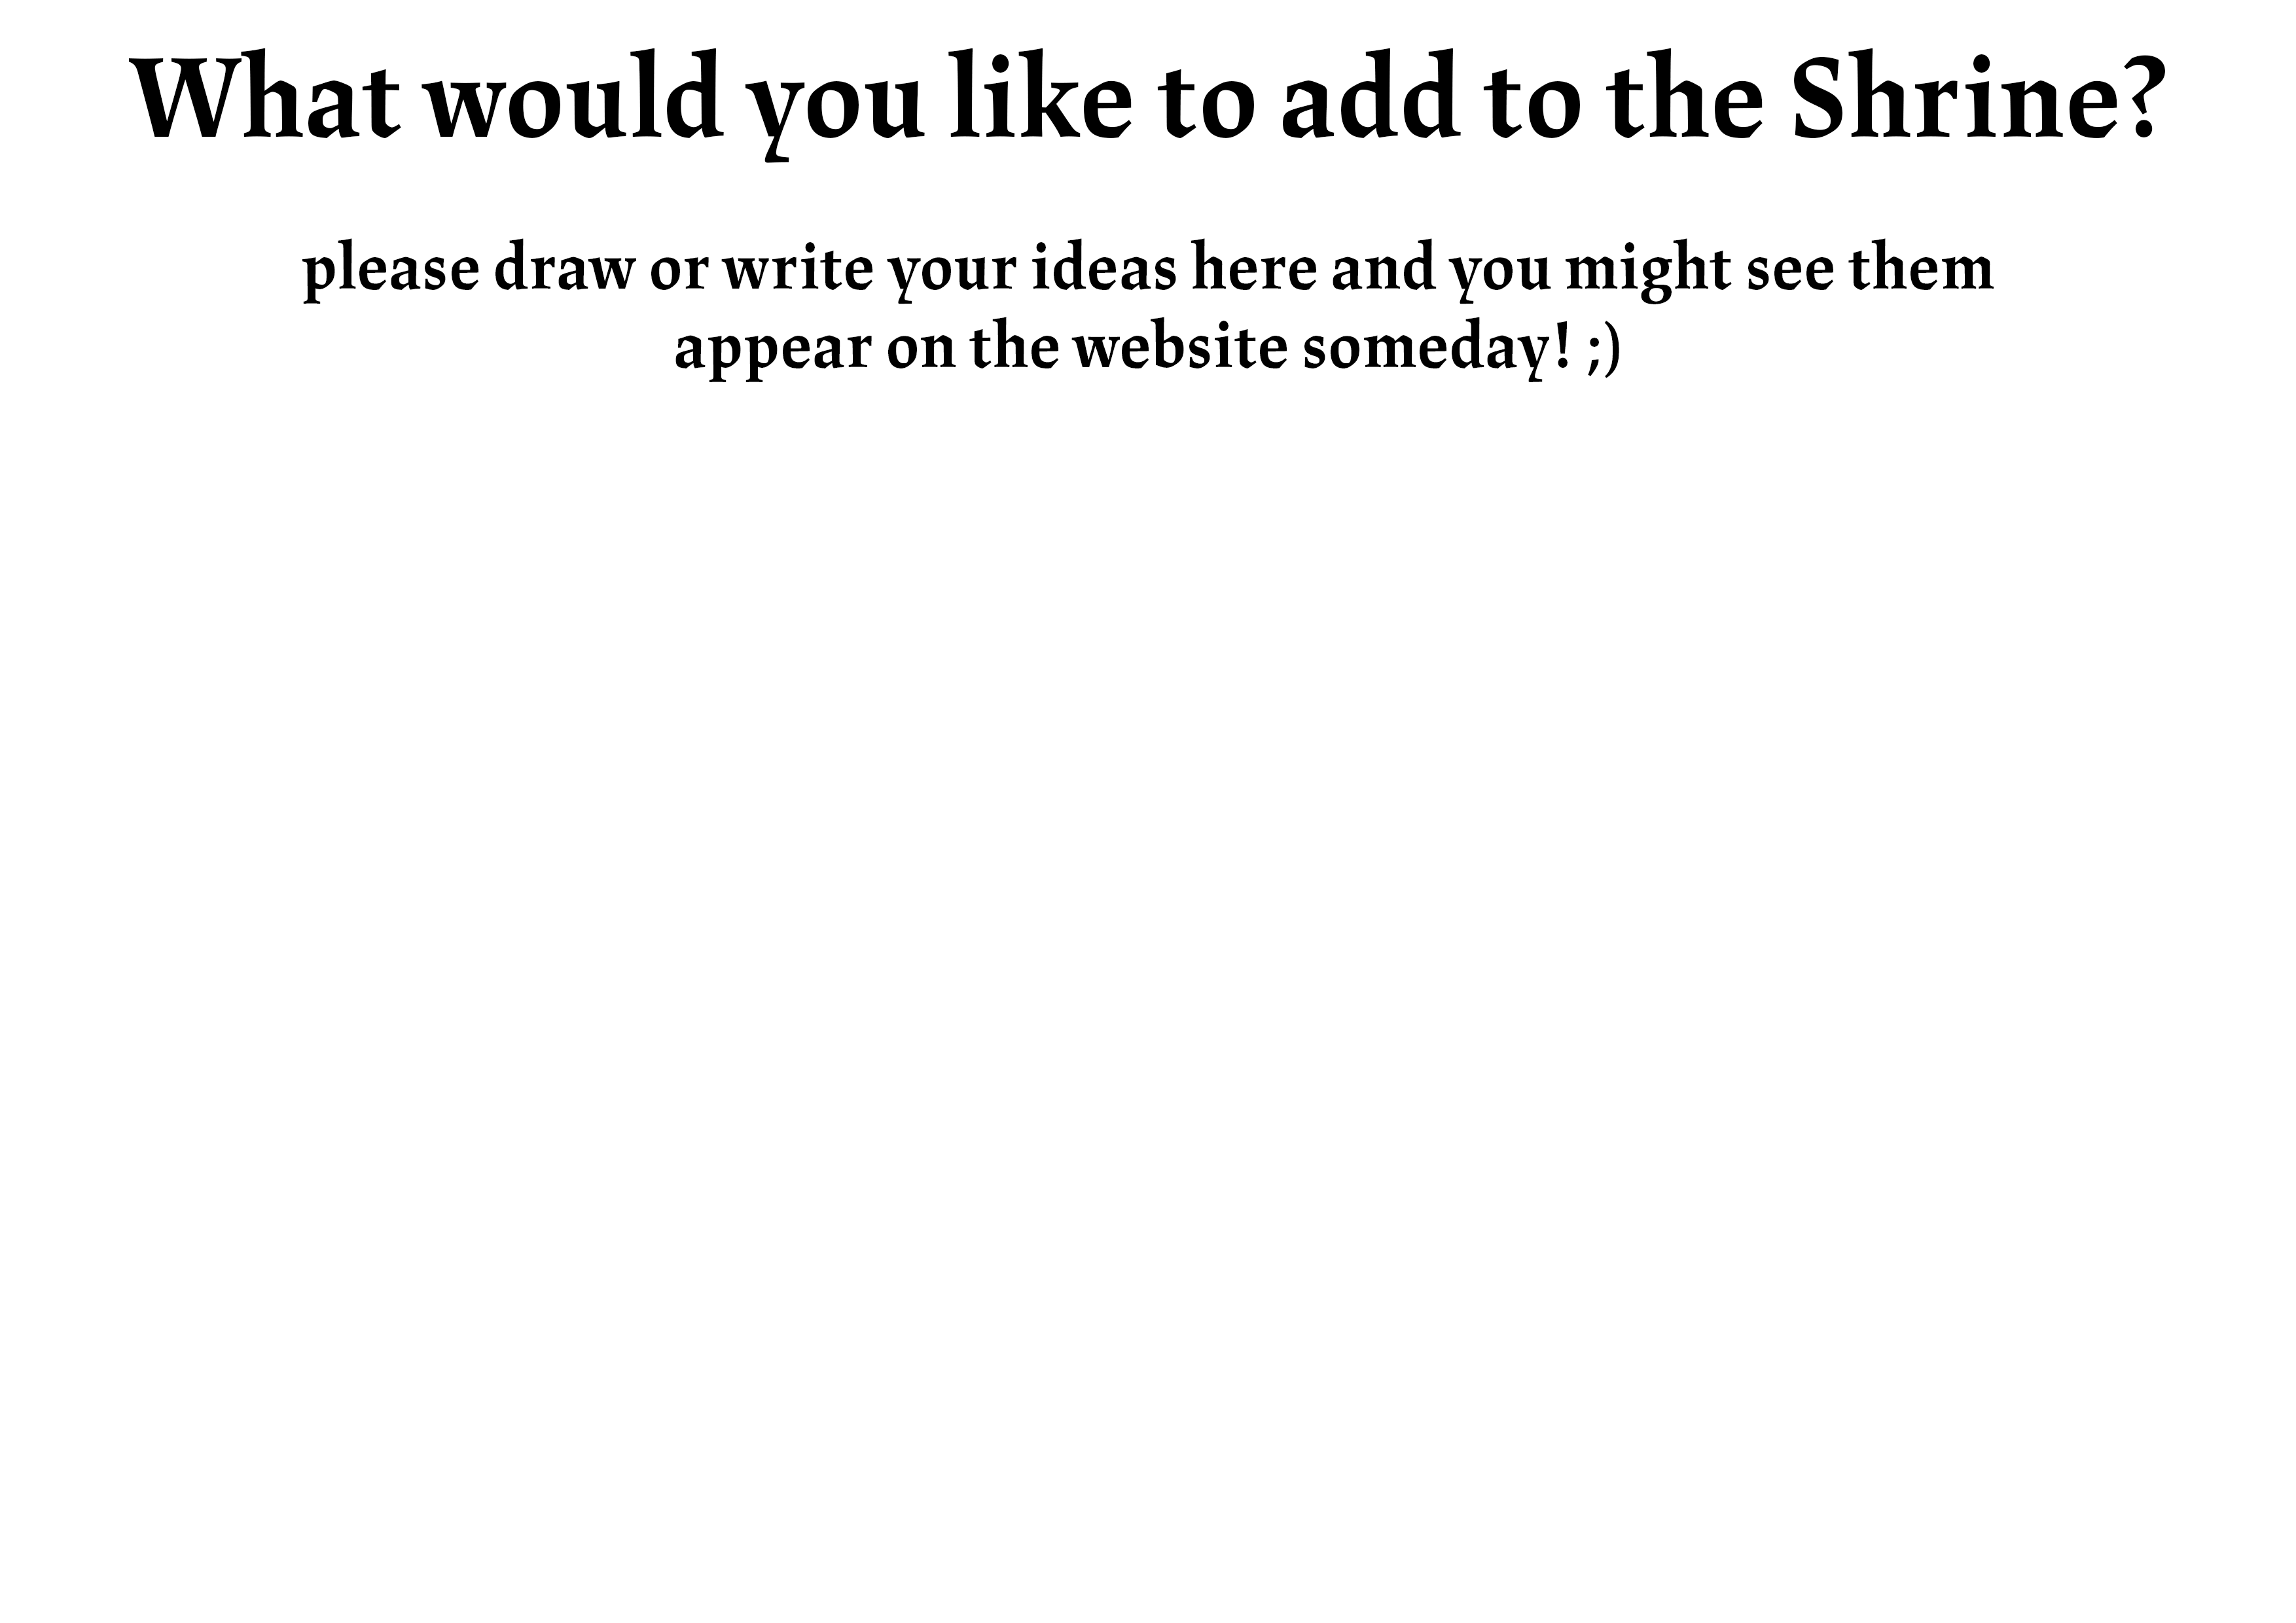 What would you like to add to the Shrine?
please draw or write your ideas here and you might see them
appear on the website someday! ;)